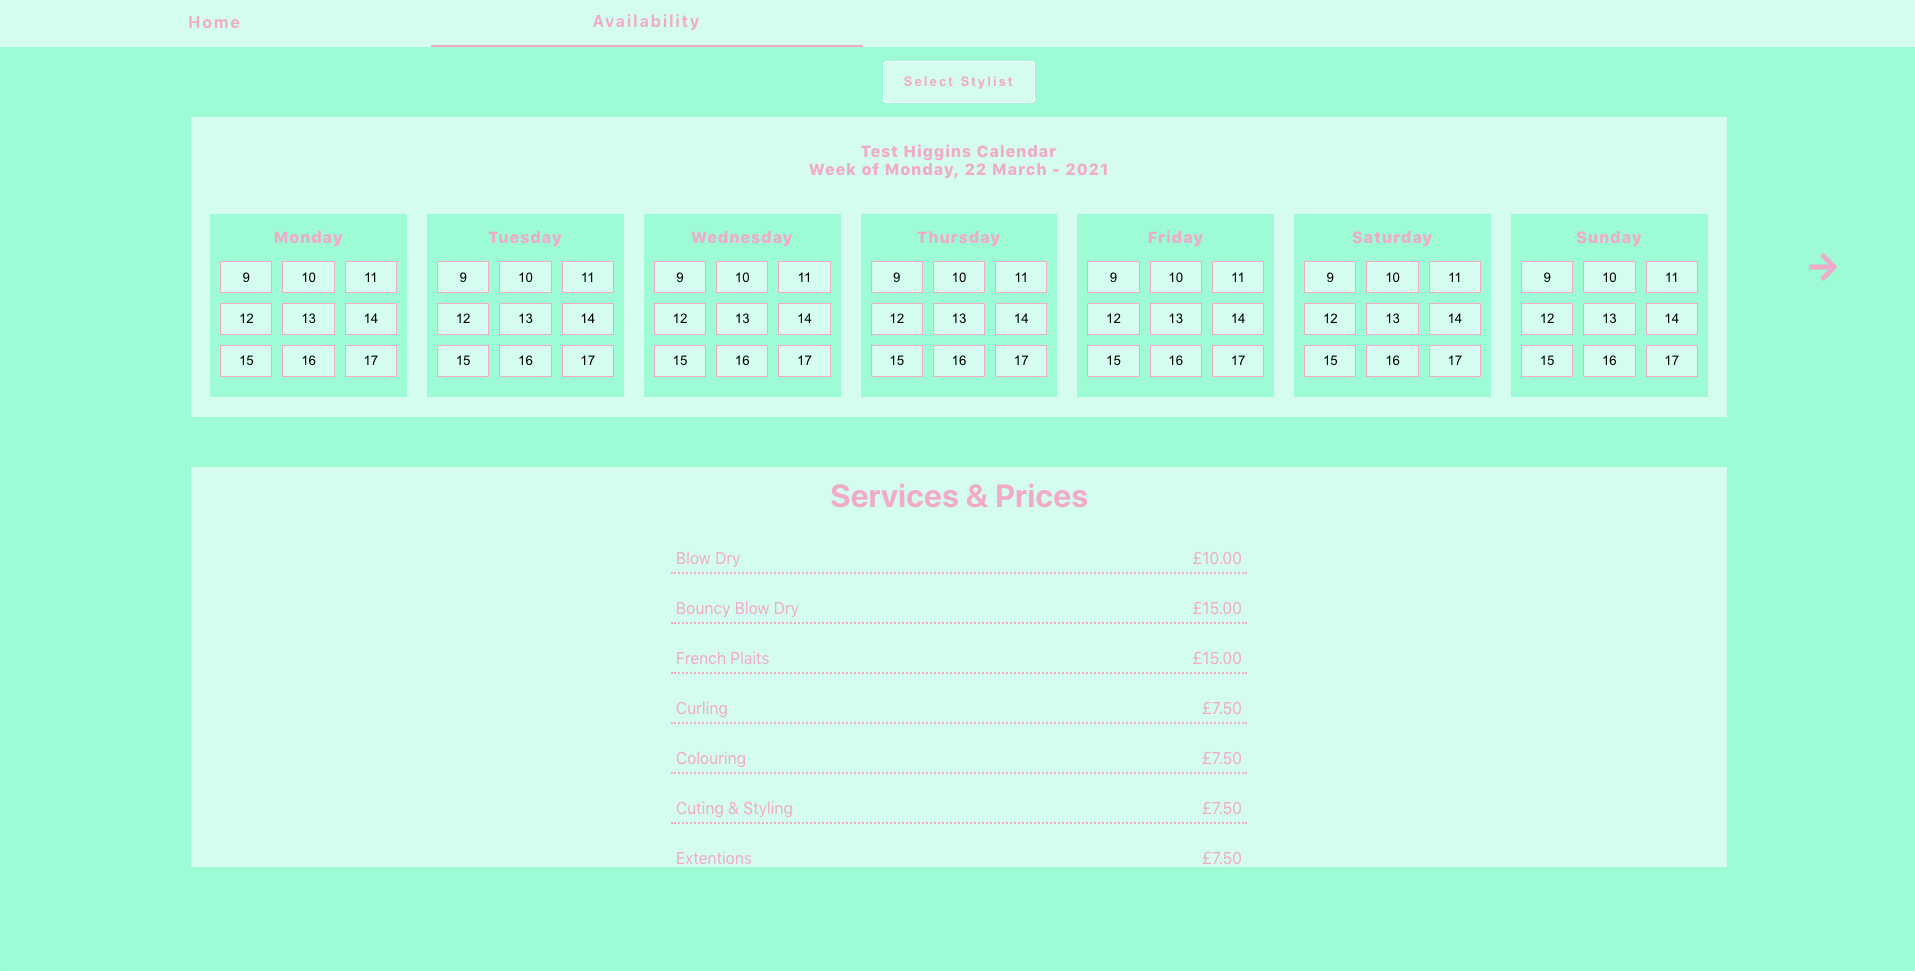 Home Availability
Select Stylist
Test Higgins Calendar
Week of Monday, 22 March - 2021
Monday Tuesday Wednesday Thursday Friday Saturday Sunday
9 10 11 9 10 11 9 10 11 9 10 11 9 10 11 9 10 11 9 10 11
12 13 14 12 13 14 12 13 14 12 13 14 12 13 14 12 13 14 12 13 14
15 16 17 15 16 17 15 16 17 15 16 17 15 16 17 15 16 17 15 16 17
Services & Prices
Blow Dry £10.00
Bouncy Blow Dry £15.00
French Plaits £15.00
Curling £7.50
Colouring £7.50
Cuting & Styling £7.50
Extentions £7.50